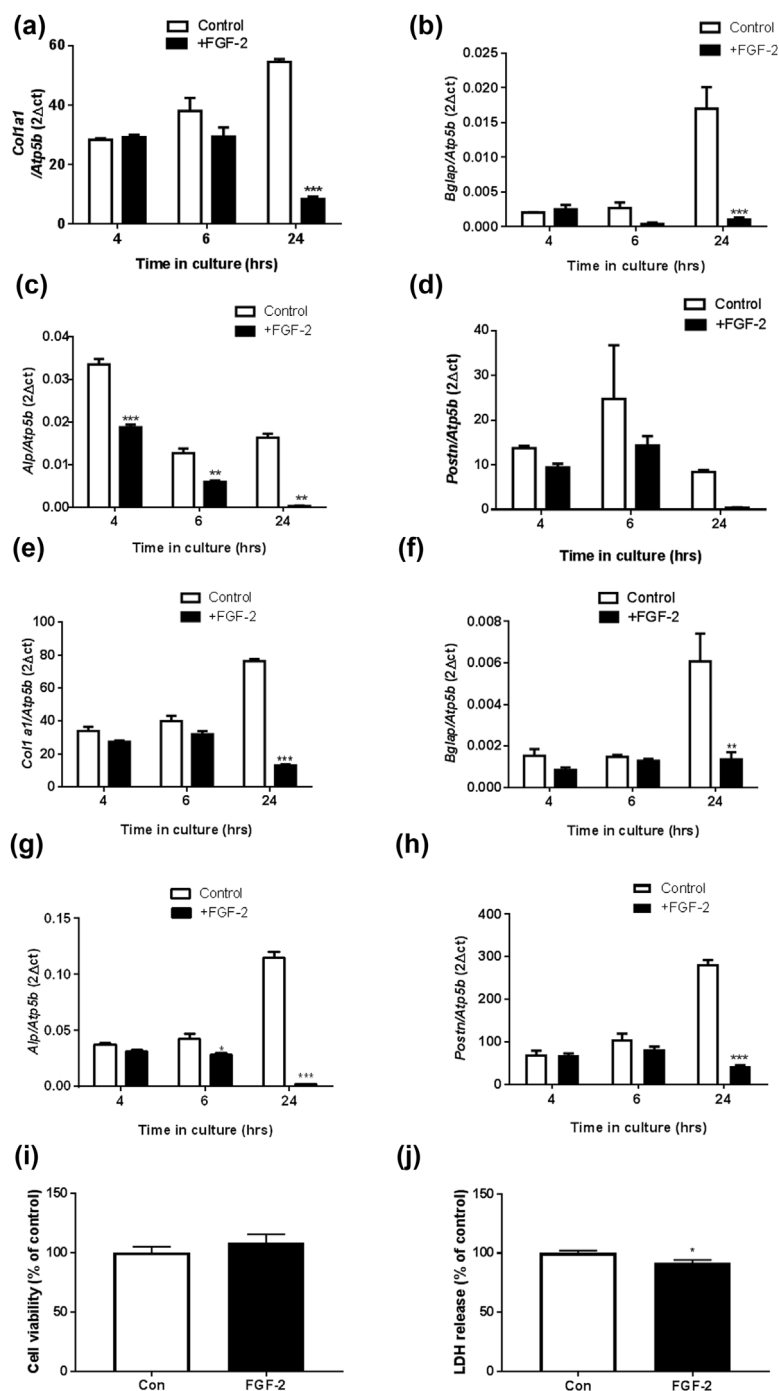 (a)
Control
+FGF-2
Col1a1
/Atp5b (2Δct)
60
40
20
0
4 6 24
Time in culture (hrs)
(b)
Control
+FGF-2
Bglap/Atp5b (2Δct)
0.025
0.020
0.015
0.010
0.005
0.000
***
4 6 24
Time in culture (hrs)
***
(c)
Control
+FGF-2
Alp/Atp5b (2Δct)
0.04
0.03
0.02
0.01
0.00
***
**
**
4 6 24
Time in culture (hrs)
(d)
Control
+FGF-2
Postn/Atp5b (2Δct)
40
30
20
10
0
4 6 24
Time in culture (hrs)
(e)
Control
+FGF-2
Col1 a1/Atp5b (2Δct)
100
80
60
40
20
0
***
4 6 24
Time in culture (hrs)
(f)
Control
+FGF-2
Bglap/Atp5b (2Δct)
0.008
0.006
0.004
0.002
0.000
**
4 6 24
Time in culture (hrs)
(g)
Control
+FGF-2
Alp/Atp5b (2Δct)
0.15
0.10
0.05
0.00
*
***
4 6 24
Time in culture (hrs)
(h)
Control
+FGF-2
Postn/Atp5b (2Δct)
400
300
200
100
0
***
4 6 24
Time in culture (hrs)
(i)
Cell viability (% of control)
150
100
50
0
Con FGF-2
(j)
LDH release (% of control)
150
100
50
0
*
Con FGF-2